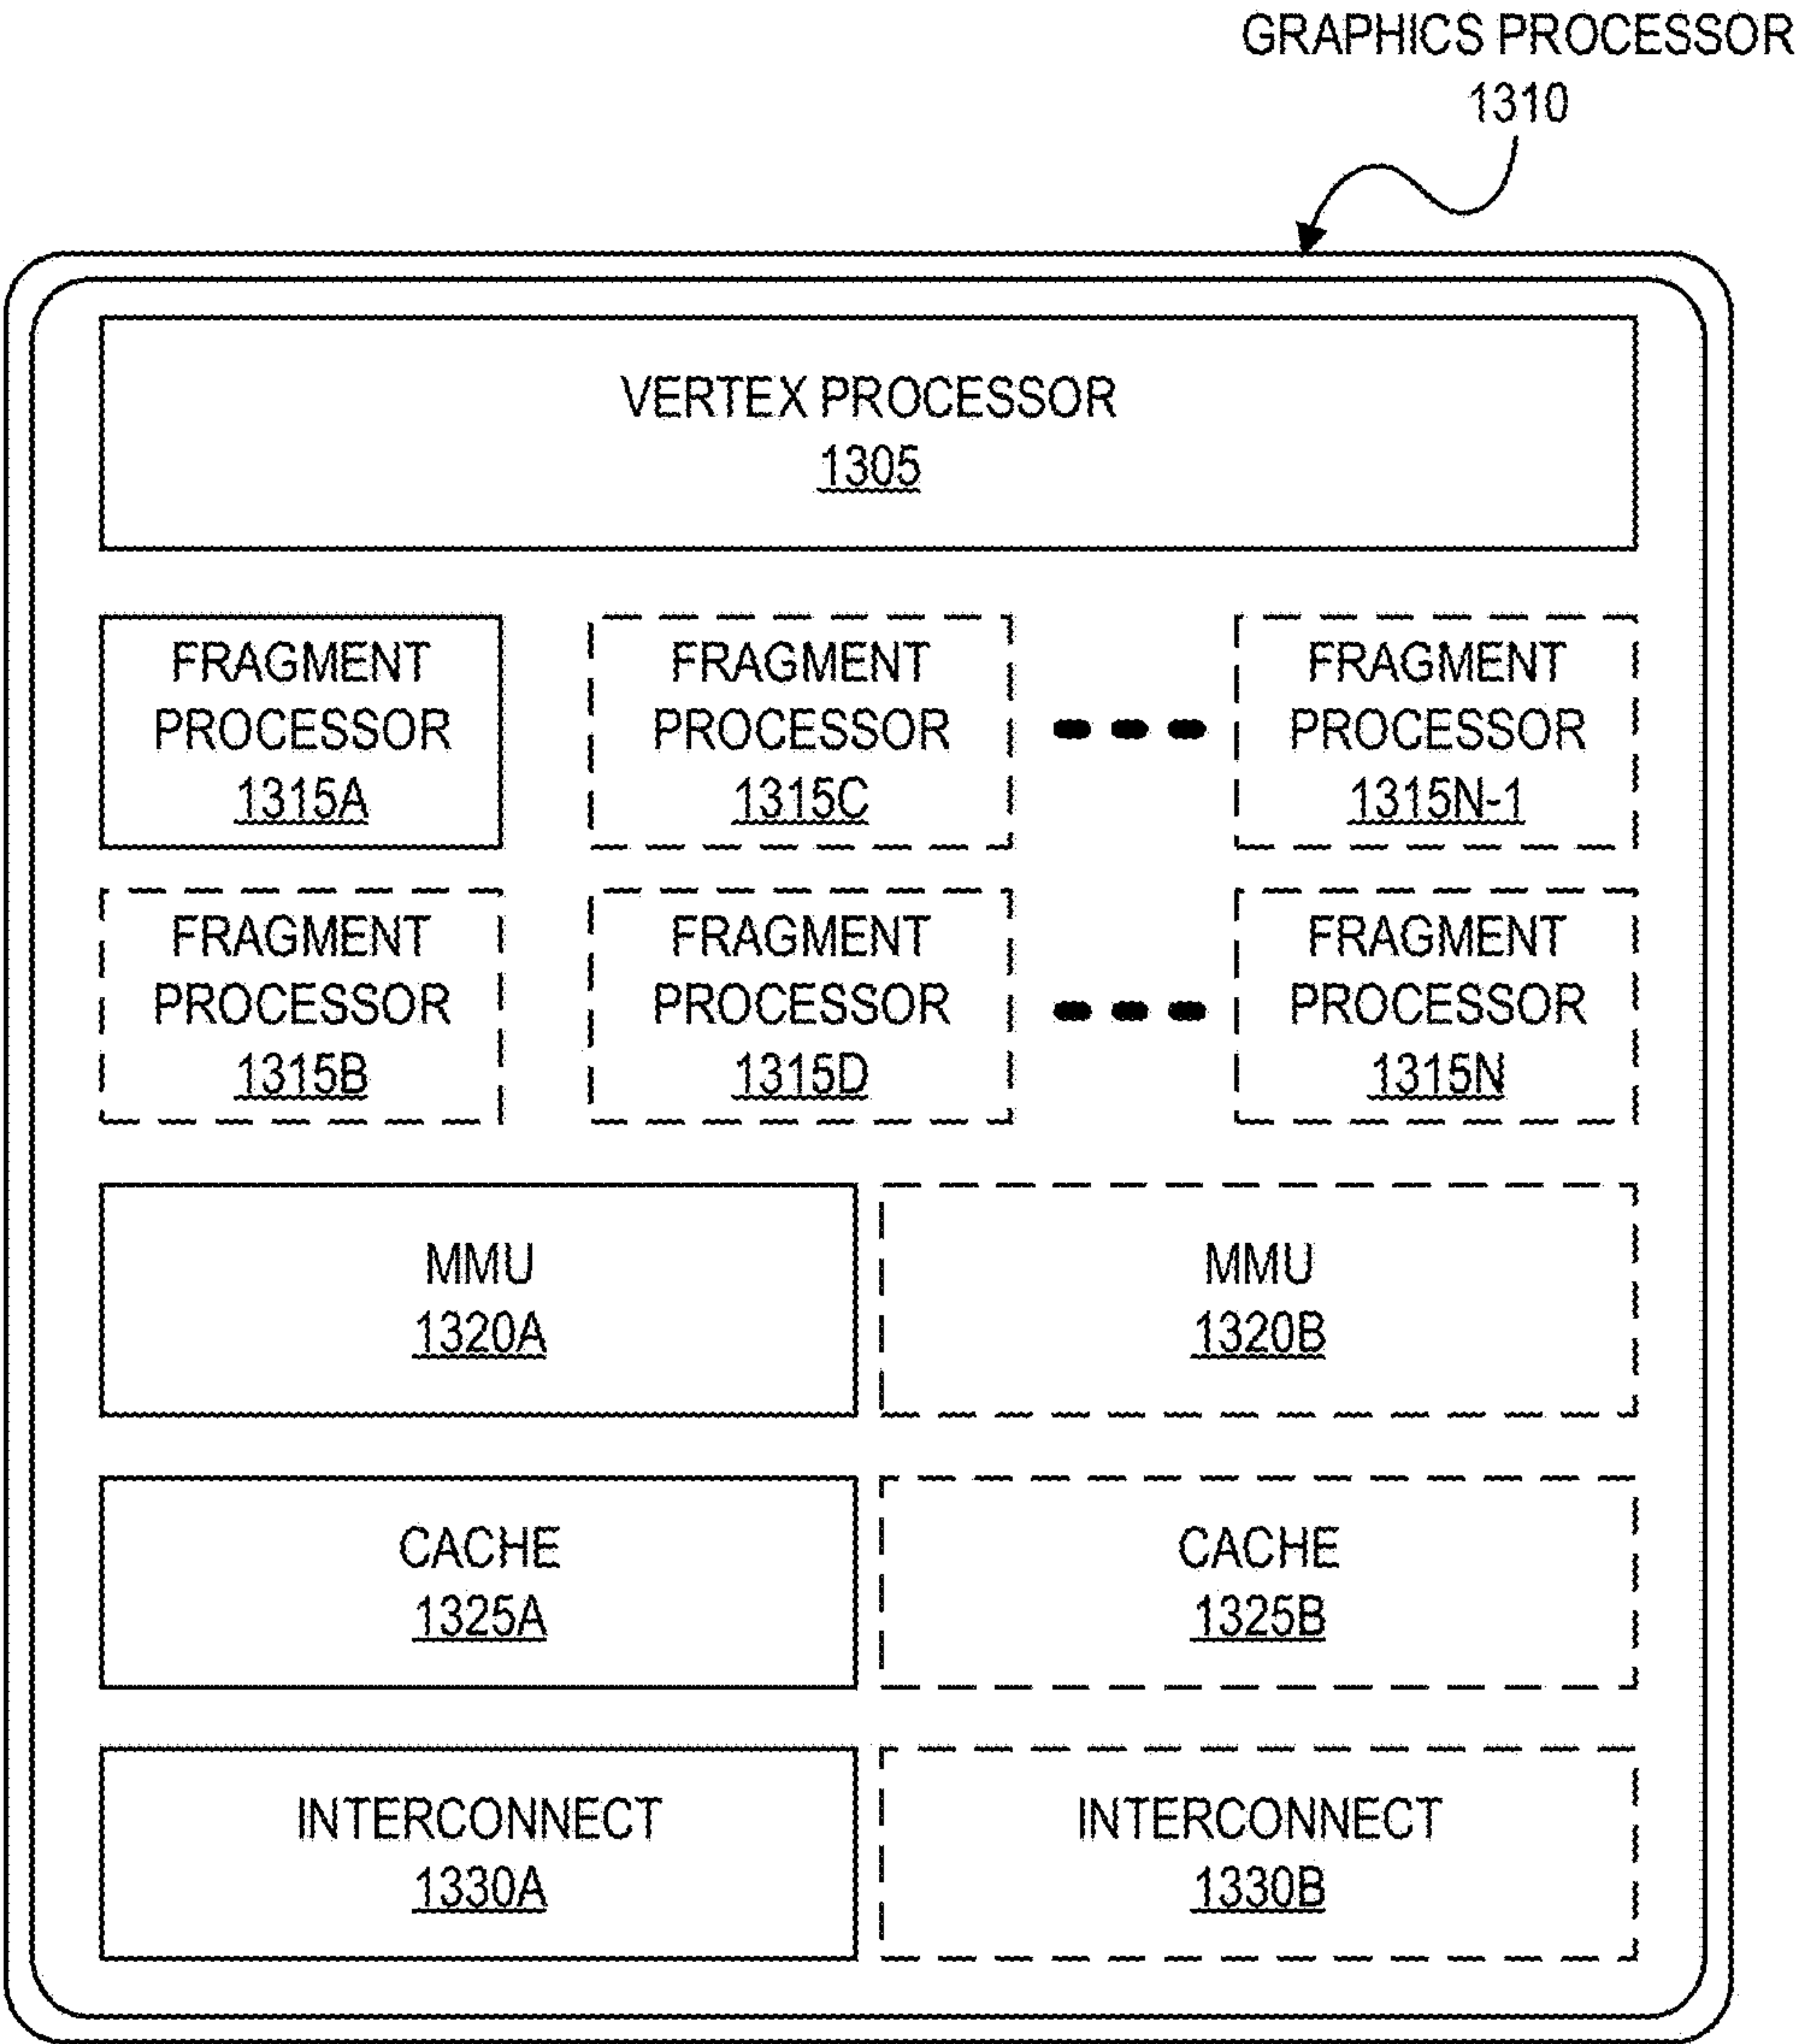 GRAPHICS PROCESSOR
1310
VERTEX PROCESSOR
1305
FRAGMENT
PROCESSOR
1315A
FRAGMENT
PROCESSOR
1315C
FRAGMENT
PROCESSOR
1315N-1
FRAGMENT
PROCESSOR
1315B
FRAGMENT
PROCESSOR
1315D
FRAGMENT
PROCESSOR
1315N
MMU
1320A
MMU
1320B
CACHE
1325A
CACHE
1325B
INTERCONNECT
1330A
INTERCONNECT
1330B